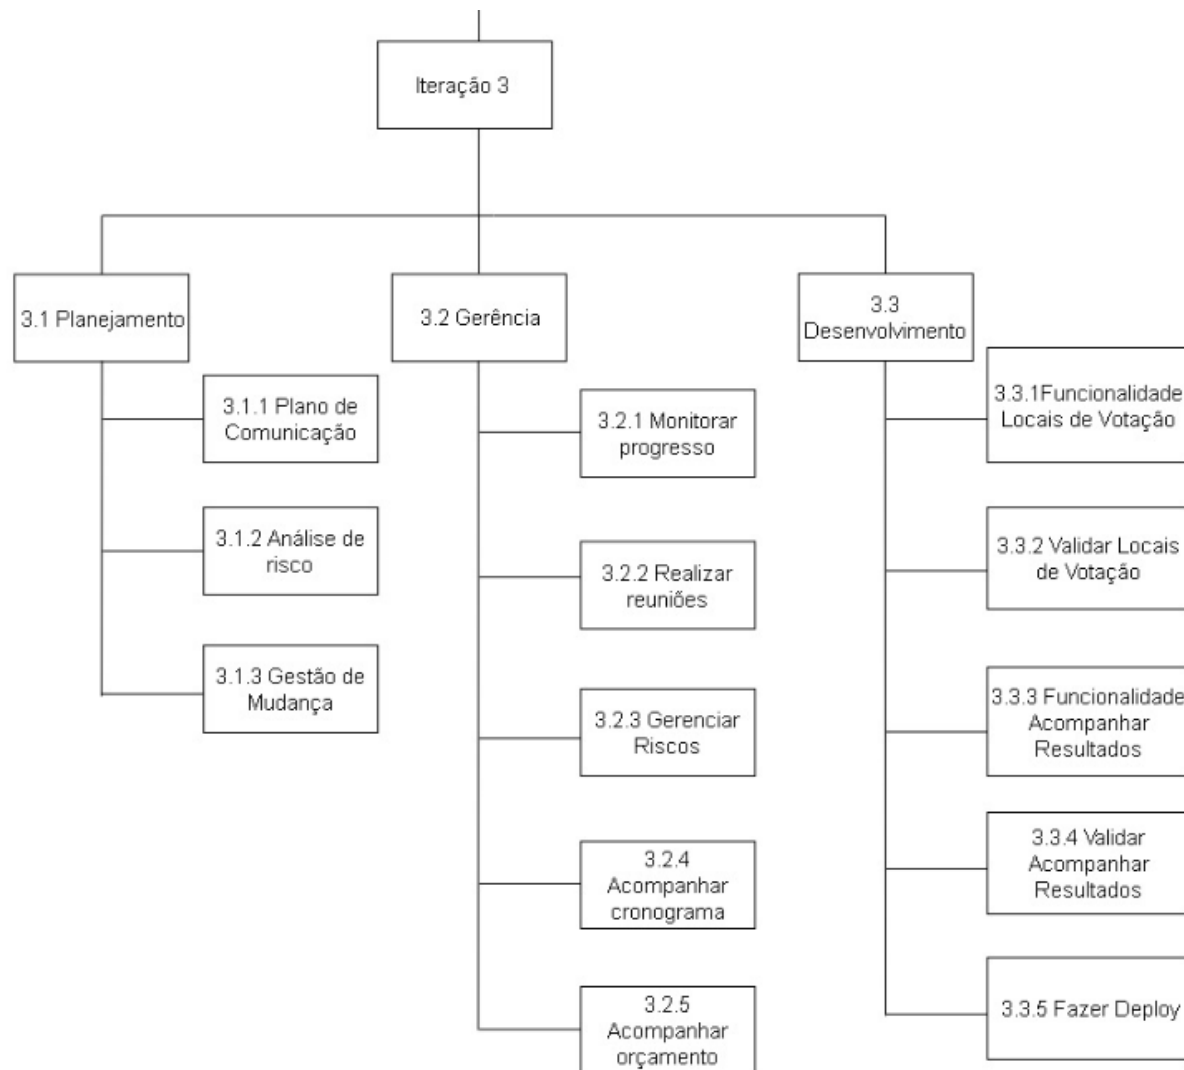 Iteração 3
3.1 Planejamento
3.1.1 Plano de
Comunicação
3.1.2 Análise de
risco
3.1.3 Gestão de
Mudança
3.2 Gerência
3.2.1 Monitorar
progresso
3.2.2 Realizar
reuniões
3.2.3 Gerenciar
Riscos
3.2.4
Acompanhar
cronograma
3.2.5
Acompanhar
orçamento
3.3
Desenvolvimento
3.3.1Funcionalidade
Locais de Votação
3.3.2 Validar Locais
de Votação
3.3.3 Funcionalidade
Acompanhar
Resultados
3.3.4 Validar
Acompanhar
Resultados
3.3.5 Fazer Deploy